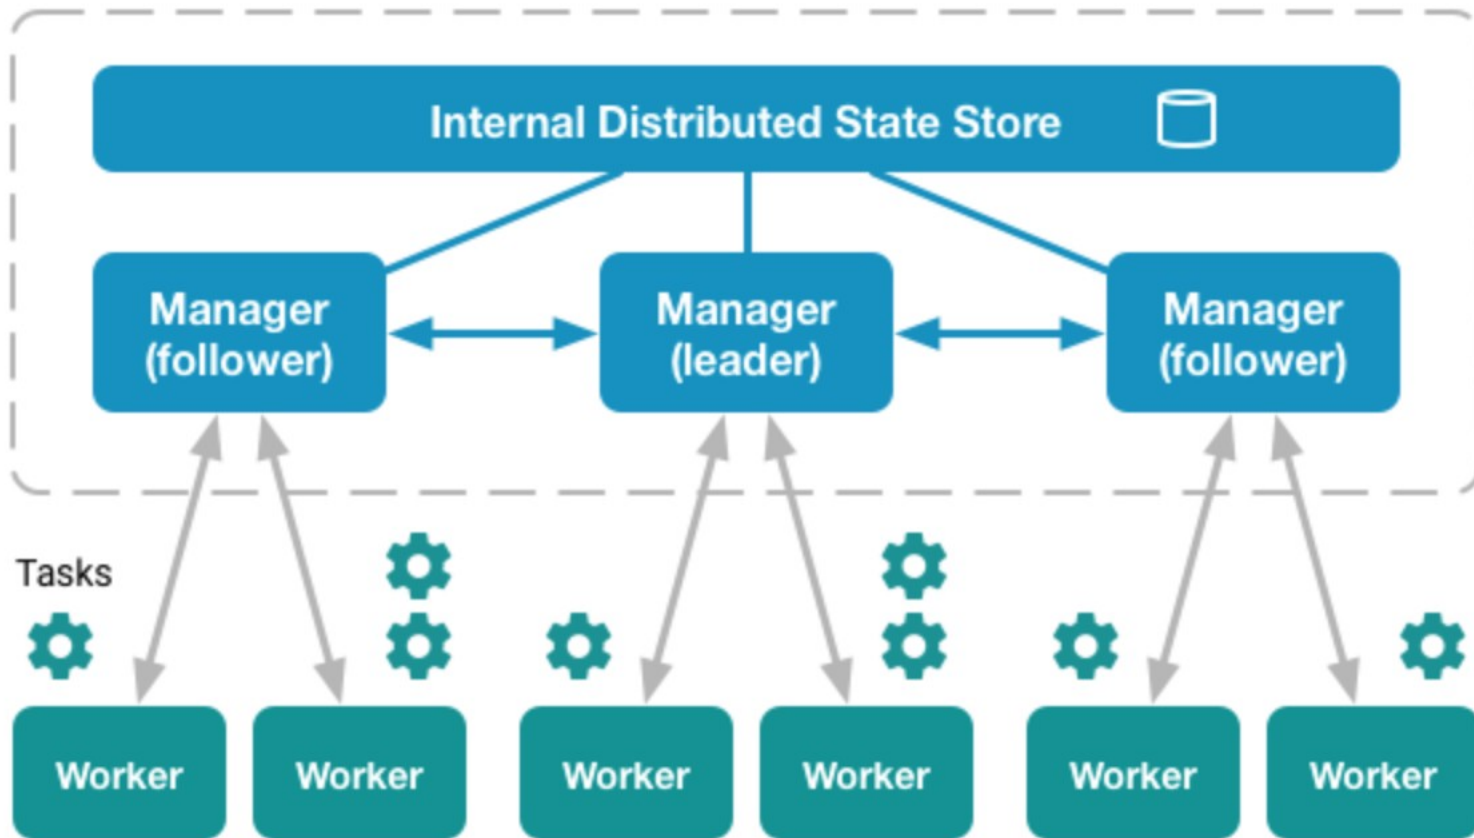 Internal Distributed State Store
Manager
(follower)
Manager
(leader)
Manager
(follower)
Tasks
Worker
Worker
Worker
Worker
Worker
Worker